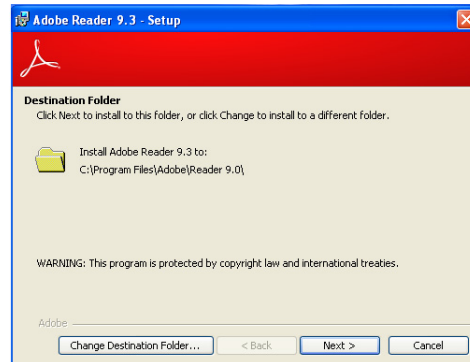 Adobe Reader 9.3 - Setup
Destination Folder
Click Next to install to this folder, or click Change to install to a different folder.
Install Adobe Reader 9.3 to:
C:\Program Files\Adobe\Reader 9.0\
WARNING: This program is protected by copyright law and international treaties.
Adobe
Change Destination Folder... < Back Next > Cancel